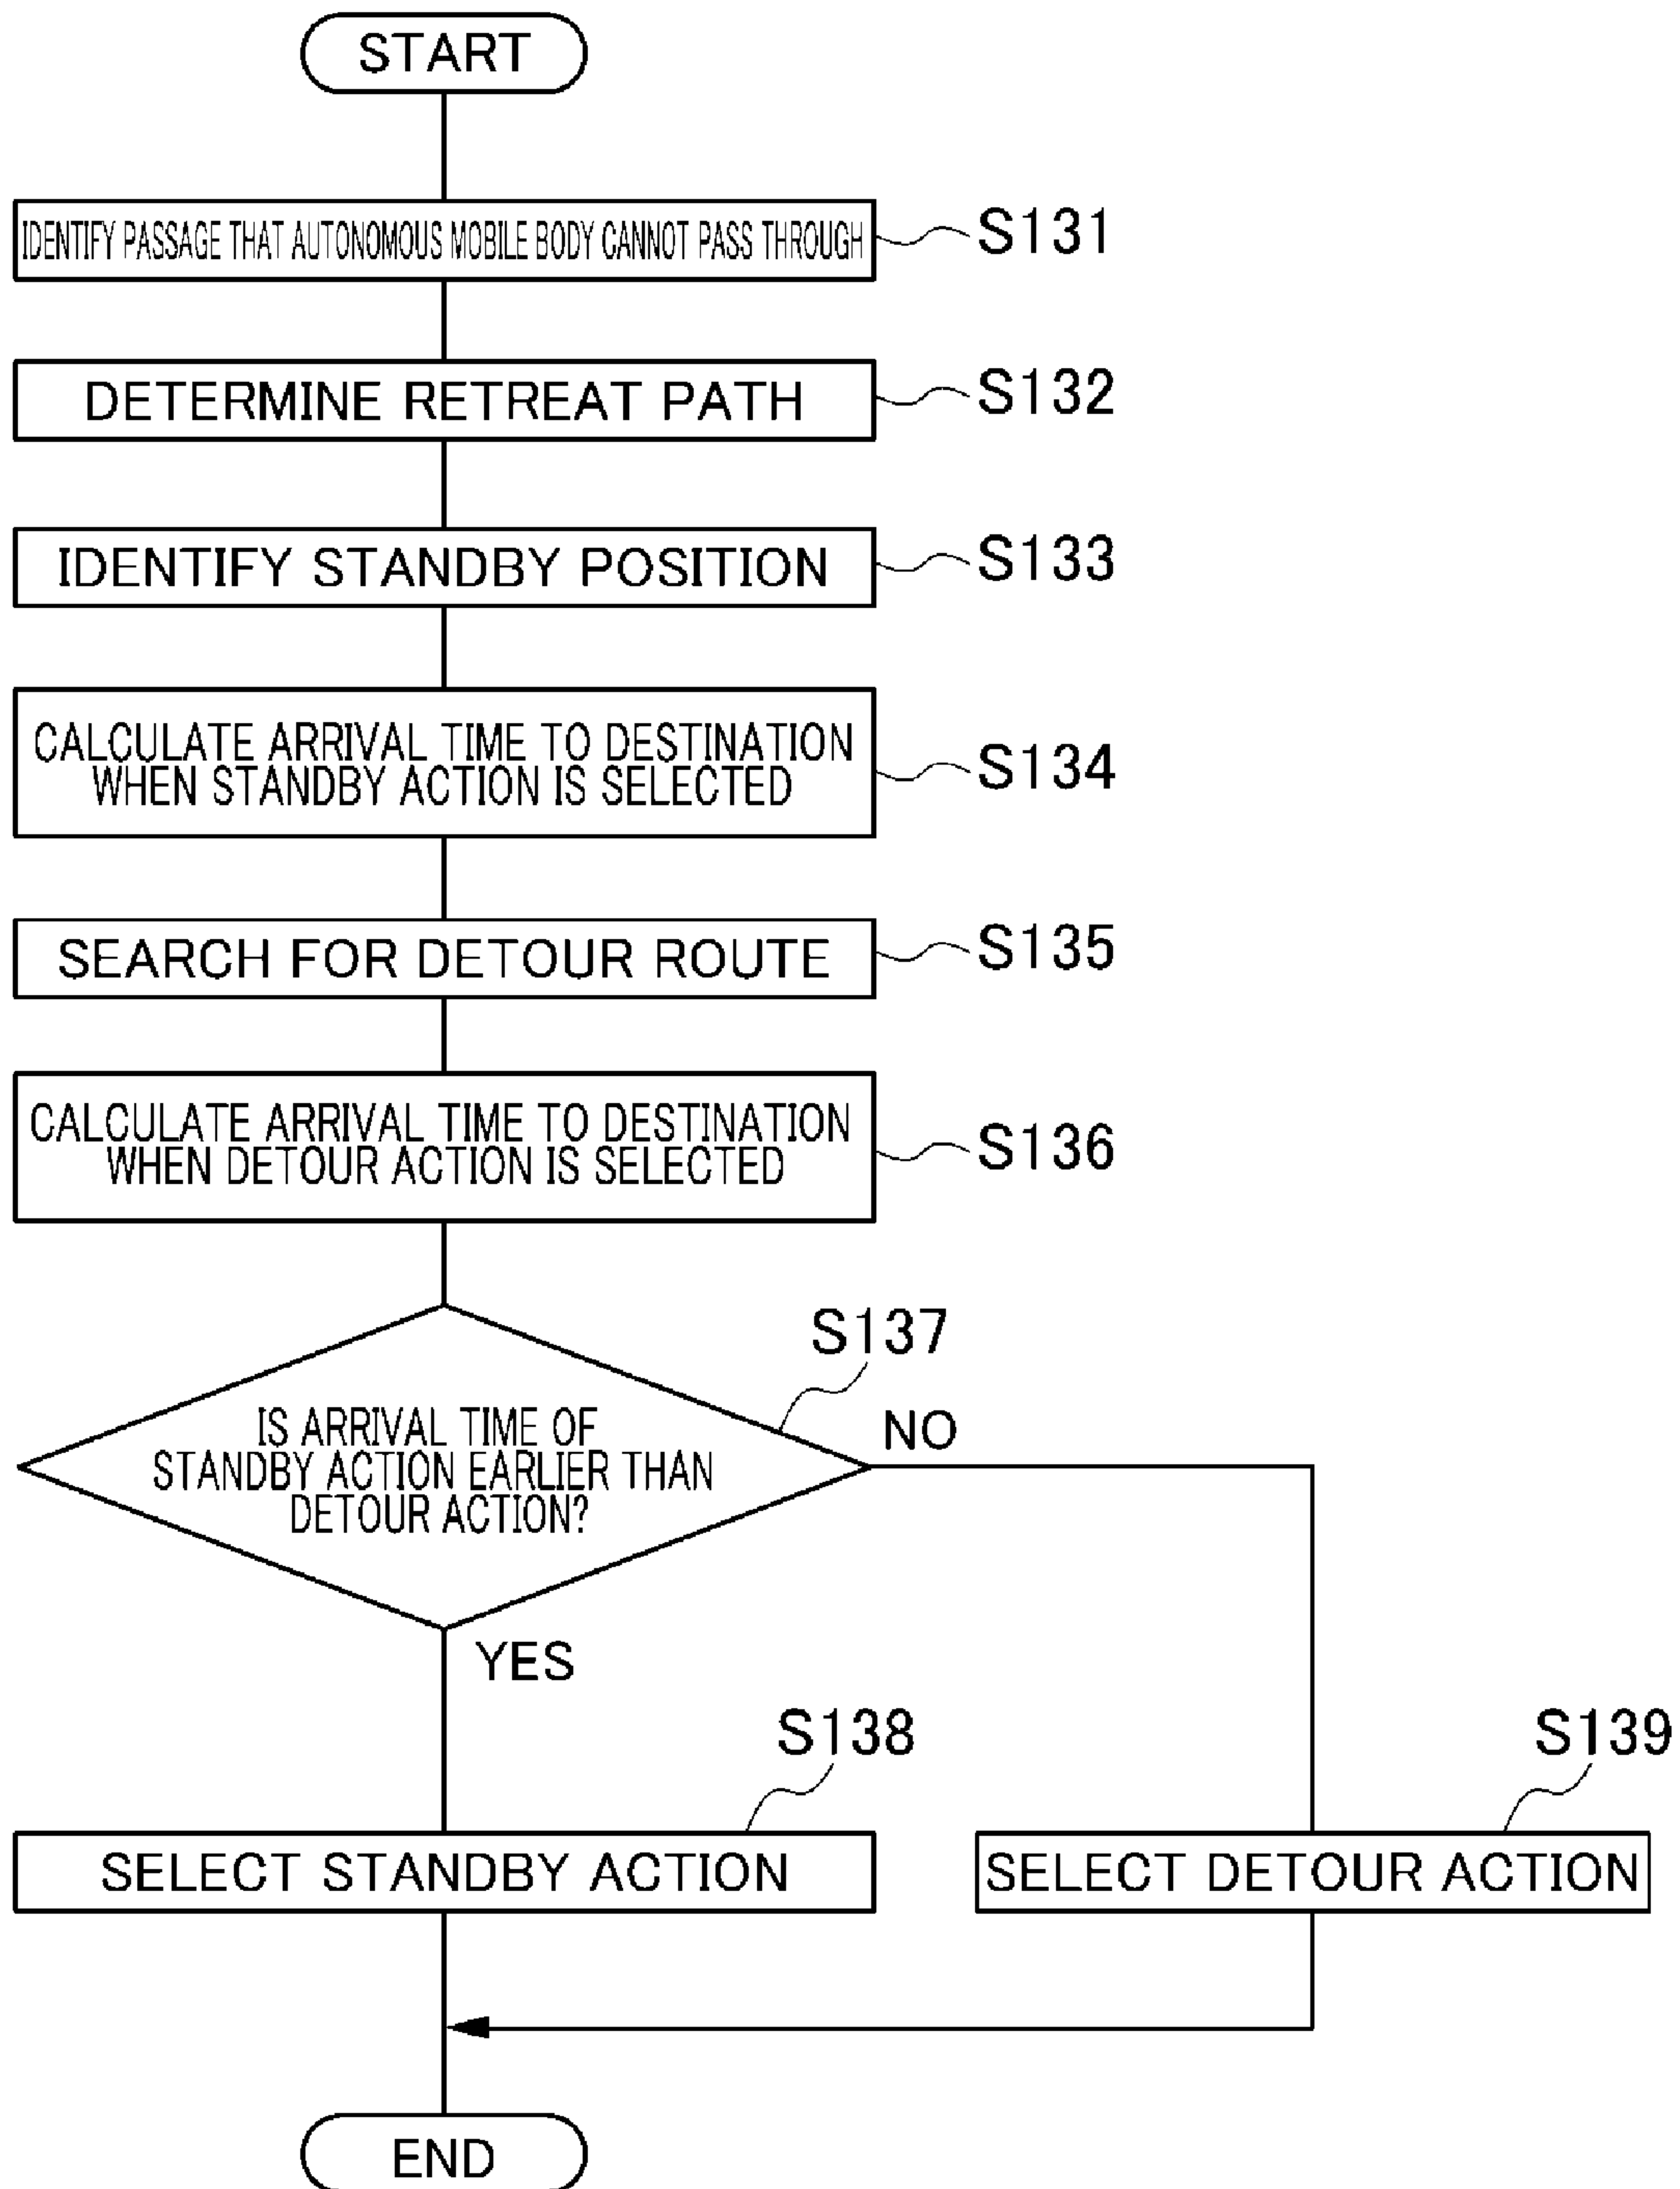 START
IDENTIFY PASSAGE THAT AUTONOMOUS MOBILE BODY CANNOT PASS THROUGH
S131
DETERMINE RETREAT PATH
S132
IDENTIFY STANDBY POSITION
S133
CALCULATE ARRIVAL TIME TO DESTINATION
WHEN STANDBY ACTION IS SELECTED
S134
SEARCH FOR DETOUR ROUTE
S135
CALCULATE ARRIVAL TIME TO DESTINATION
WHEN DETOUR ACTION IS SELECTED
S136
S137
IS ARRIVAL TIME OF
STANDBY ACTION EARLIER THAN
DETOUR ACTION?
NO
YES
S138
SELECT STANDBY ACTION
S139
SELECT DETOUR ACTION
END